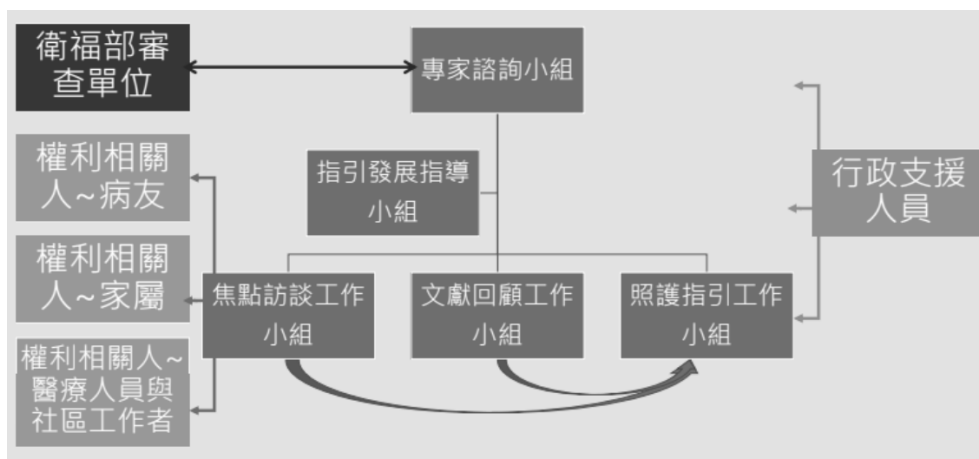 衛福部審
查單位
專家諮詢小組
權利相關
人~病友
指引發展指導
小組
行政支援
人員
權利相關
人~家屬
焦點訪談工作
小組
文獻回顧工作
小組
照護指引工作
小組
權利相關人~
醫療人員與
社區工作者